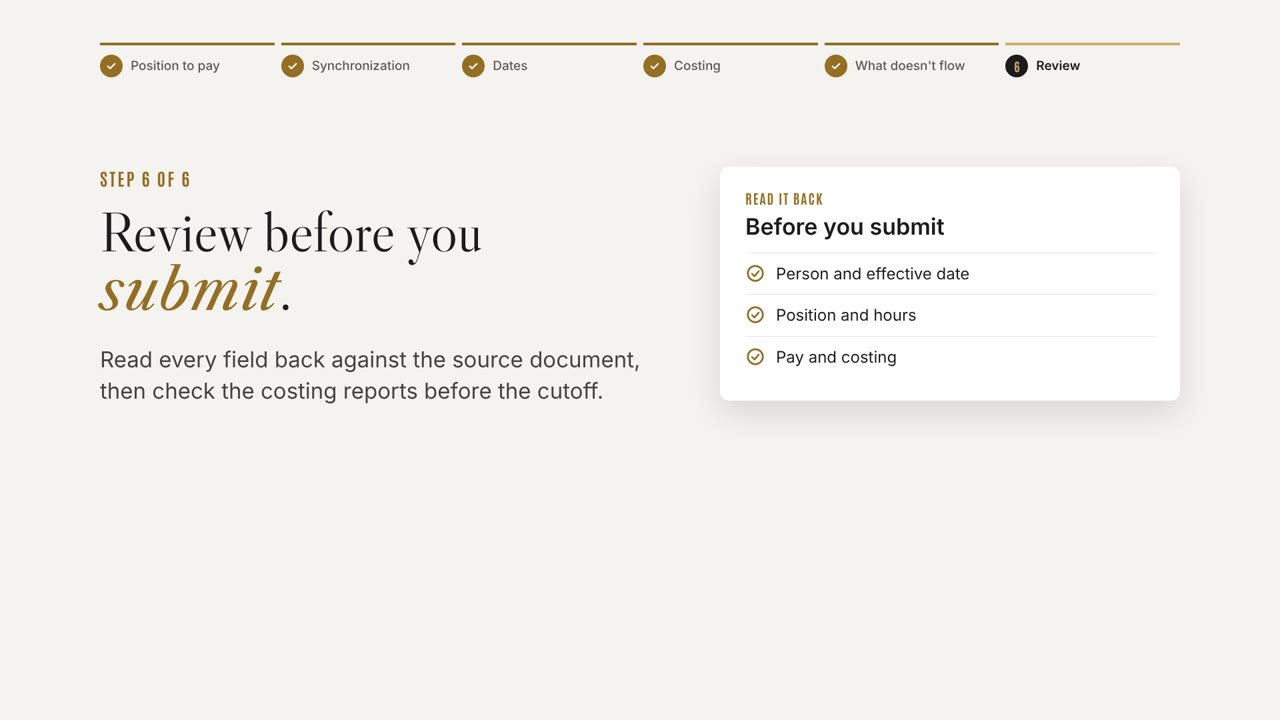 Position to pay
Synchronization
Dates
Costing
What doesn't flow
6 Review
STEP 6 OF 6
Review before you
submit.
Read every field back against the source document,
then check the costing reports before the cutoff.
READ IT BACK
Before you submit
Person and effective date
Position and hours
Pay and costing